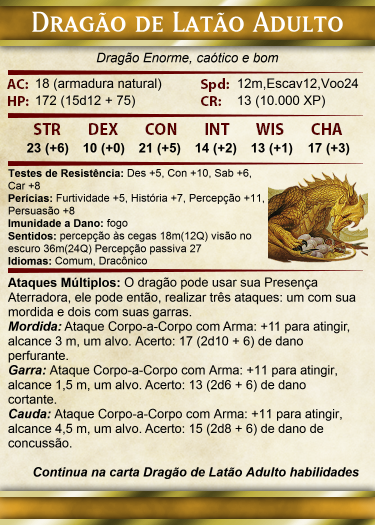 Dragão de Latão Adulto
Dragão Enorme, caótico e bom
AC: 18 (armadura natural) Spd: 12m,Escav12,Voo24
HP: 172 (15d12 + 75) CR: 13 (10.000 XP)
STR DEX CON INT WIS CHA
23 (+6) 10 (+0) 21 (+5) 14 (+2) 13 (+1) 17 (+3)
Testes de Resistência: Des +5, Con +10, Sab +6,
Car +8
Perícias: Furtividade +5, História +7, Percepção +11,
Persuasão +8
Imunidade a Dano: fogo
Sentidos: percepção às cegas 18m(12Q) visão no
escuro 36m(24Q) Percepção passiva 27
Idiomas: Comum, Dracônico
Ataques Múltiplos: O dragão pode usar sua Presença
Aterradora, ele pode então, realizar três ataques: um com sua
mordida e dois com suas garras.
Mordida: Ataque Corpo-a-Corpo com Arma: +11 para atingir,
alcance 3 m, um alvo. Acerto: 17 (2d10 + 6) de dano
perfurante.
Garra: Ataque Corpo-a-Corpo com Arma: +11 para atingir,
alcance 1,5 m, um alvo. Acerto: 13 (2d6 + 6) de dano
cortante.
Cauda: Ataque Corpo-a-Corpo com Arma: +11 para atingir,
alcance 4,5 m, um alvo. Acerto: 15 (2d8 + 6) de dano de
concussão.
Continua na carta Dragão de Latão Adulto habilidades